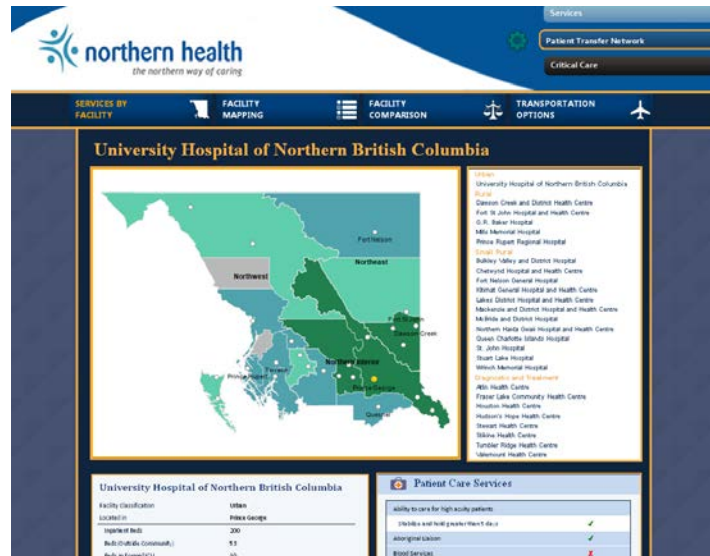 Services
Patient Transfer Network
Critical Care
northern health
the northern way of caring
SERVICES BY FACILITY
FACILITY MAPPING
FACILITY COMPARISON
TRANSPORTATION OPTIONS
University Hospital of Northern British Columbia
Fort Nelson
Northwest
Northeast
Dawson Creek
Terrace
Prince Rupert
Prince George
Quesnel
Urban
University Hospital of Northern British Columbia
Rural
Dawson Creek and District Health Centre
Fort St John Hospital and Health Centre
G.R. Baker Hospital
Mills Memorial Hospital
Prince Rupert Regional Hospital
Small Rural
Bulkley Valley and District Hospital
Chetwynd Hospital and Health Centre
Fort Nelson General Hospital
Kitimat General Hospital and Health Centre
Lakes District Hospital and Health Centre
Mackenzie and District Hospital and Health Centre
McBride and District Hospital
Northern Haida Gwaii Hospital and Health Centre
Queen Charlotte Islands Hospital
St. John Hospital
Stuart Lake Hospital
Wrinch Memorial Hospital
Diagnostic and Treatment
Atlin Health Centre
Fraser Lake Community Health Centre
Houston Health Centre
Hudson's Hope Health Centre
Stewart Health Centre
Stikine Health Centre
Tumbler Ridge Health Centre
Valemount Health Centre
University Hospital of Northern British Columbia
Facility Classification Urban
Located in Prince George
Inpatient Beds 200
Patient Care Services
Ability to care for high acuity patients
Stabilize and hold greater then 5 days
Aboriginal Liaison
Blood Services